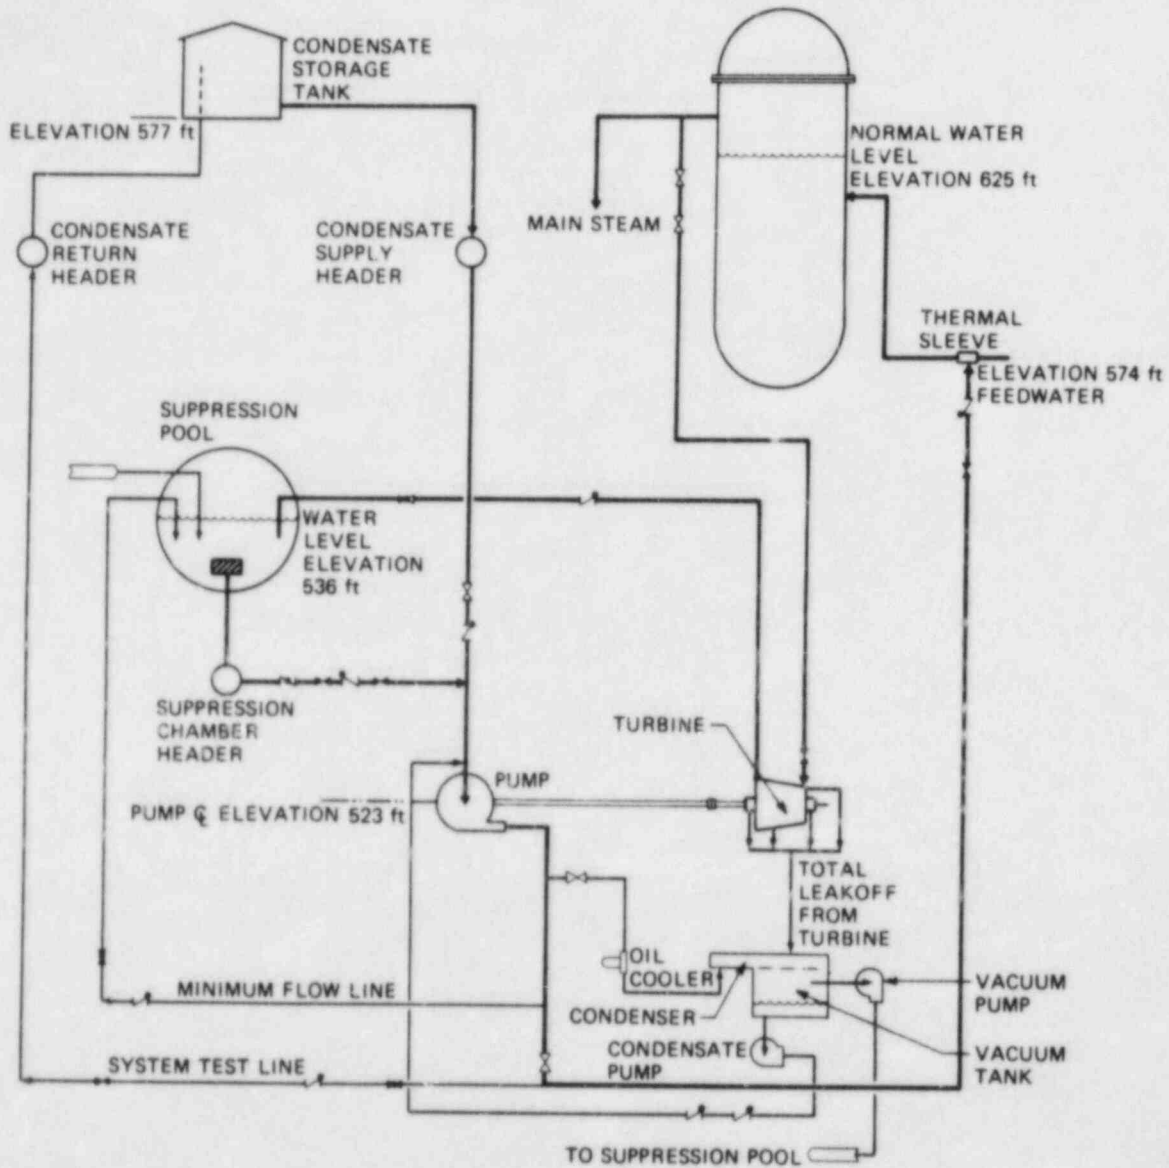 CONDENSATE
STORAGE
TANK
ELEVATION 577 ft
NORMAL WATER
LEVEL
ELEVATION 625 ft
MAIN STEAM
CONDENSATE
RETURN
HEADER
CONDENSATE
SUPPLY
HEADER
THERMAL
SLEEVE
ELEVATION 574 ft
FEEDWATER
SUPPRESSION
POOL
WATER
LEVEL
ELEVATION
536 ft
SUPPRESSION
CHAMBER
HEADER
TURBINE
PUMP
PUMP ℄ ELEVATION 523 ft
TOTAL
LEAKOFF
FROM
TURBINE
OIL
COOLER
MINIMUM FLOW LINE
CONDENSER
VACUUM
PUMP
CONDENSATE
PUMP
SYSTEM TEST LINE
VACUUM
TANK
TO SUPPRESSION POOL